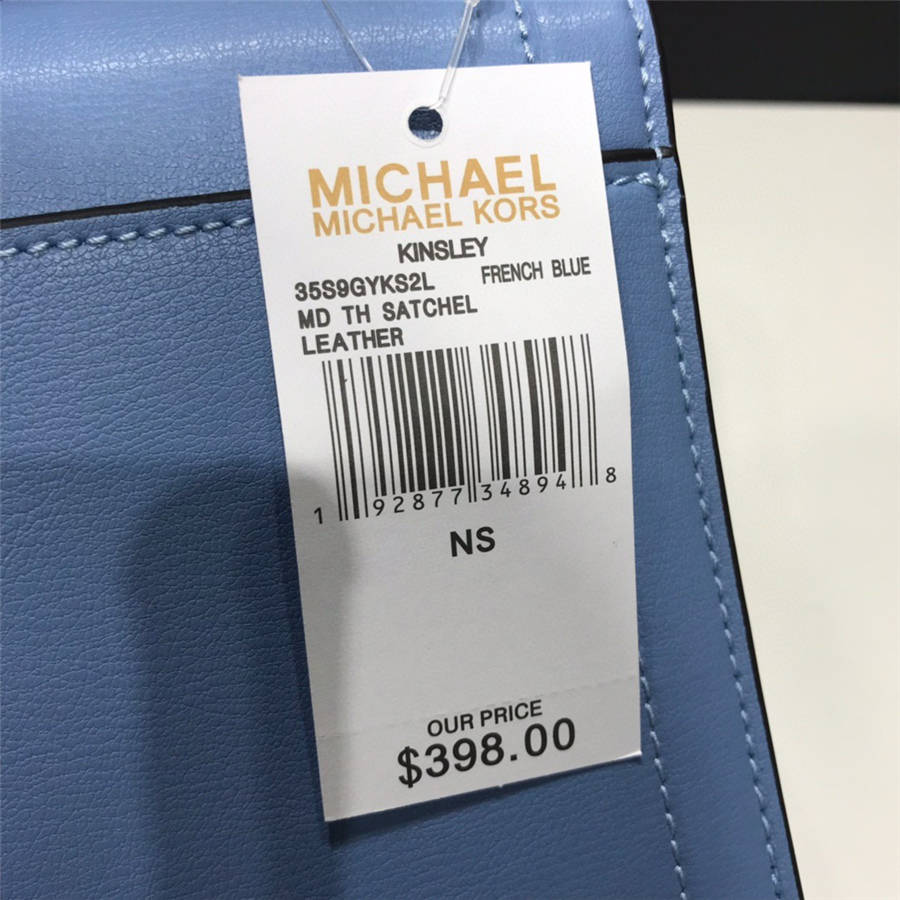 MICHAEL
MICHAEL KORS
KINSLEY
35S9GYKS2L FRENCH BLUE
MD TH SATCHEL
LEATHER
1 92877 34894 8
NS
OUR PRICE
$398.00